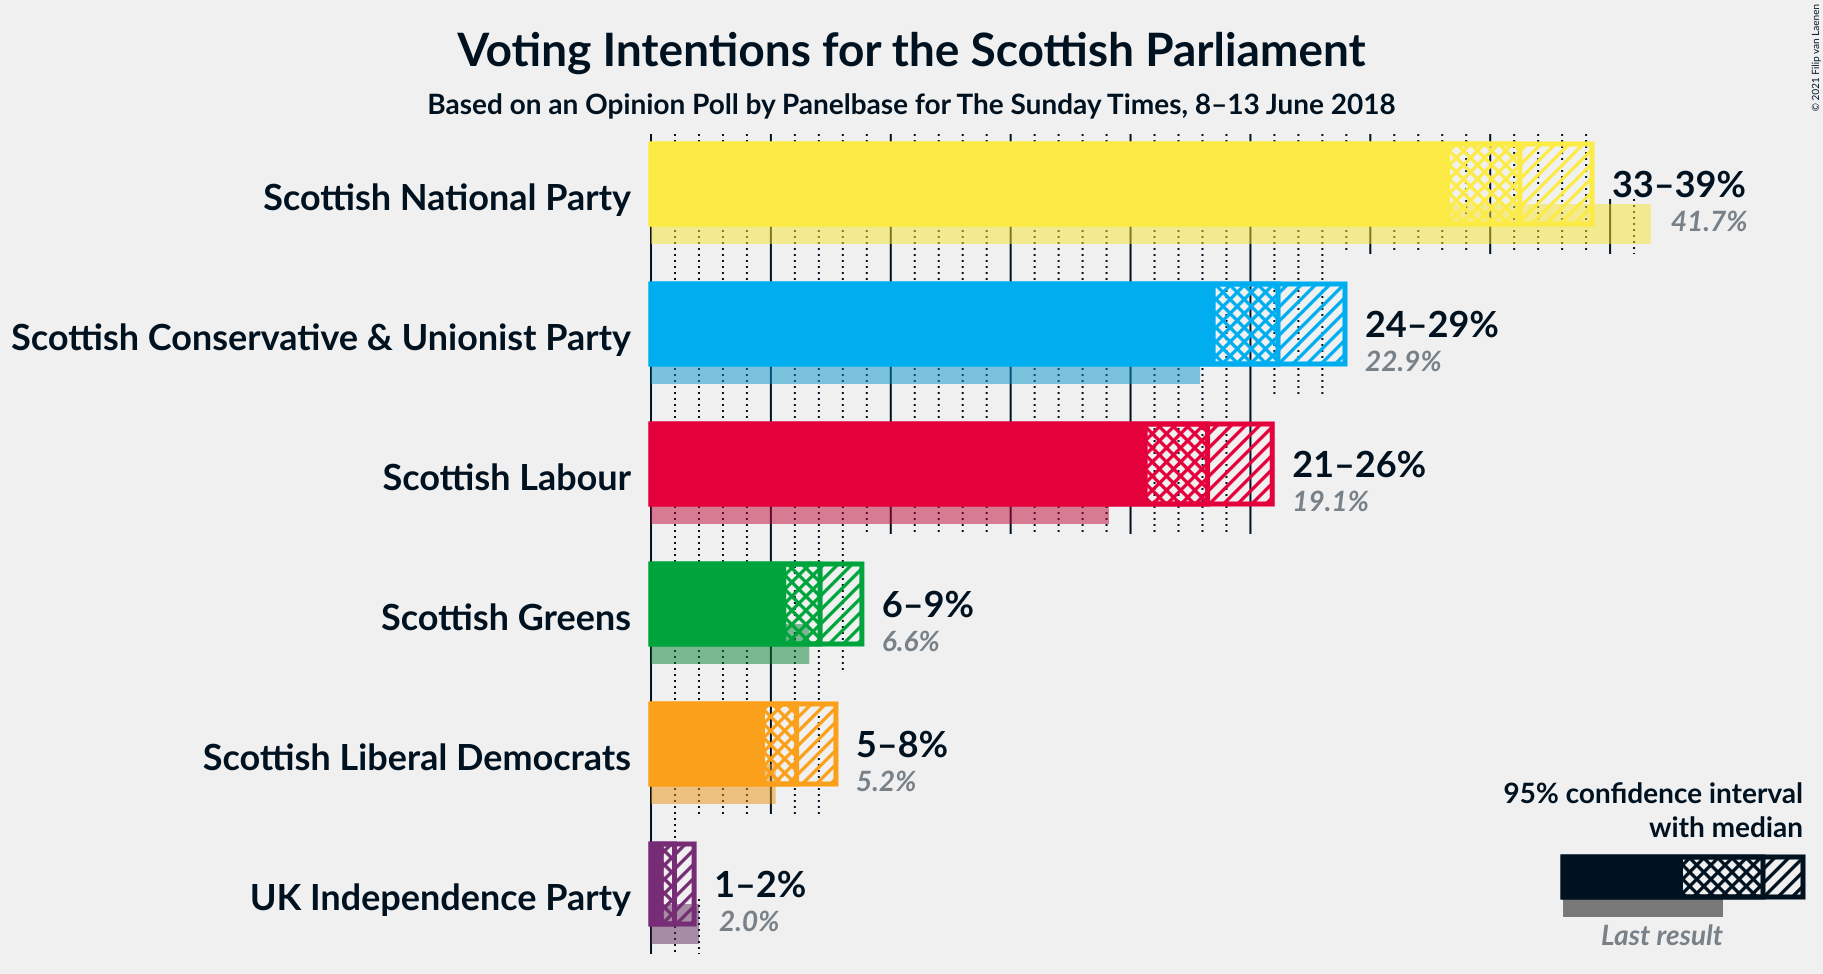 Voting Intentions for the Scottish Parliament
Based on an Opinion Poll by Panelbase for The Sunday Times, 8–13 June 2018
© 2021 Filip van Laenen
Scottish National Party
33–39%
41.7%
Scottish Conservative & Unionist Party
24–29%
22.9%
Scottish Labour
21–26%
19.1%
Scottish Greens
6–9%
6.6%
Scottish Liberal Democrats
5–8%
5.2%
UK Independence Party
1–2%
2.0%
95% confidence interval
with median
Last result